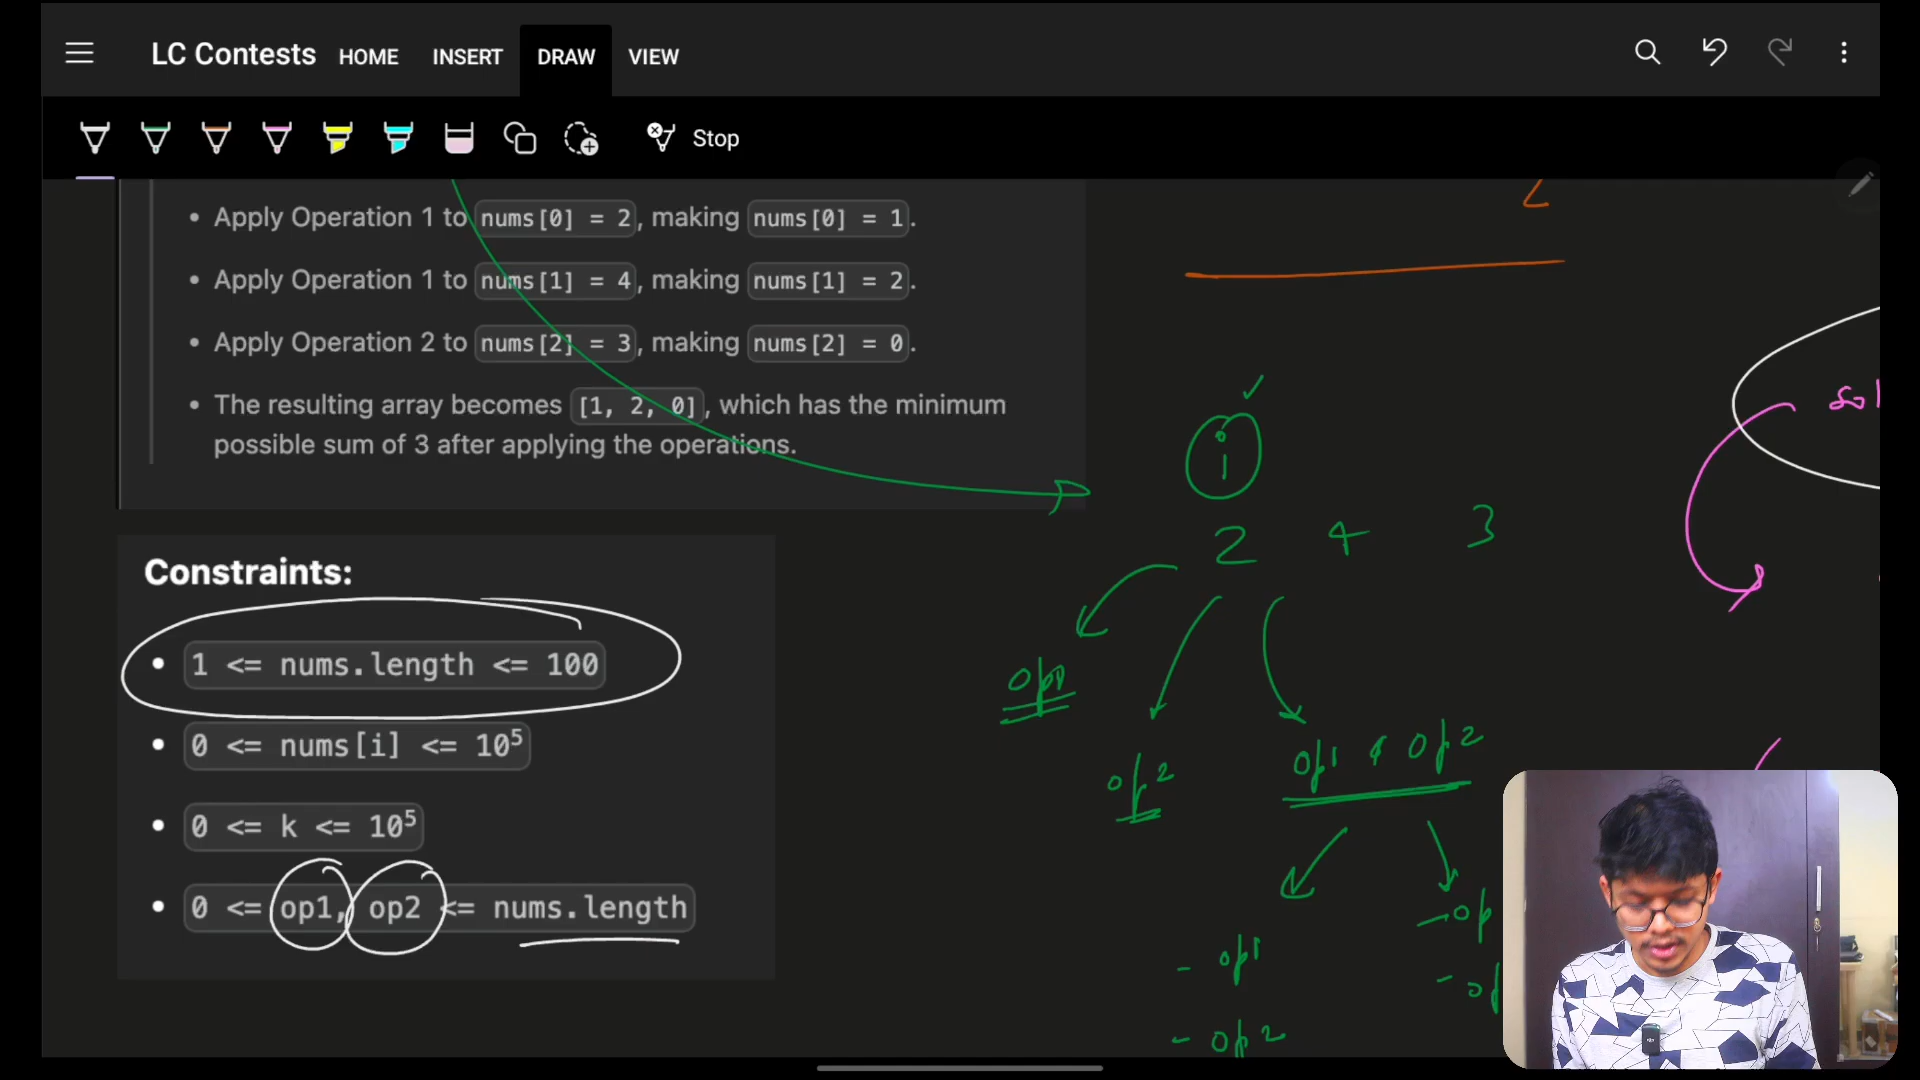 LC Contests HOME INSERT DRAW VIEW
Stop
• Apply Operation 1 to nums[0] = 2, making nums[0] = 1.
• Apply Operation 1 to nums[1] = 4, making nums[1] = 2.
• Apply Operation 2 to nums[2] = 3, making nums[2] = 0.
• The resulting array becomes [1, 2, 0], which has the minimum
possible sum of 3 after applying the operations.
i
2 4 3
op1
op2
op1 & op2
- op1
- op2
- op
Constraints:
• 1 <= nums.length <= 100
• 0 <= nums[i] <= 10⁵
• 0 <= k <= 10⁵
• 0 <= op1, op2 <= nums.length